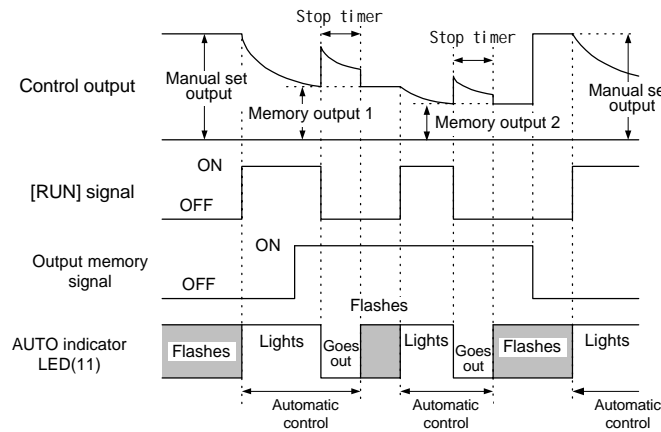 Stop timer
Stop timer
Control output
Manual set
output
Memory output 1
Memory output 2
Manual set
output
[RUN] signal
ON
OFF
Output memory
signal
ON
OFF
Flashes
AUTO indicator
LED(11)
Flashes
Lights
Goes
out
Lights
Goes
out
Flashes
Lights
Automatic
control
Automatic
control
Automatic
control